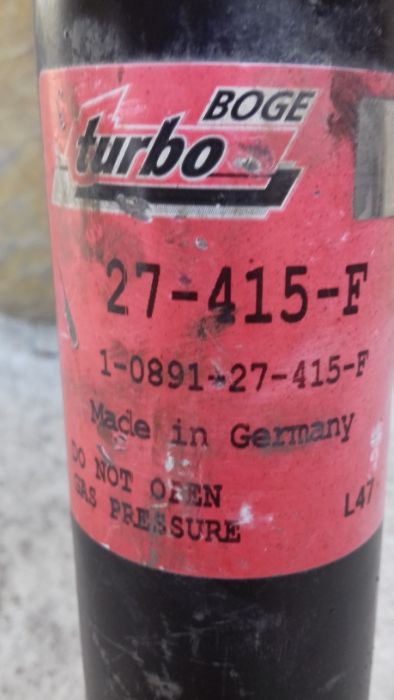 BOGE
turbo
27-415-F
1-0891-27-415-F
Made in Germany
DO NOT OPEN
GAS PRESSURE
L47